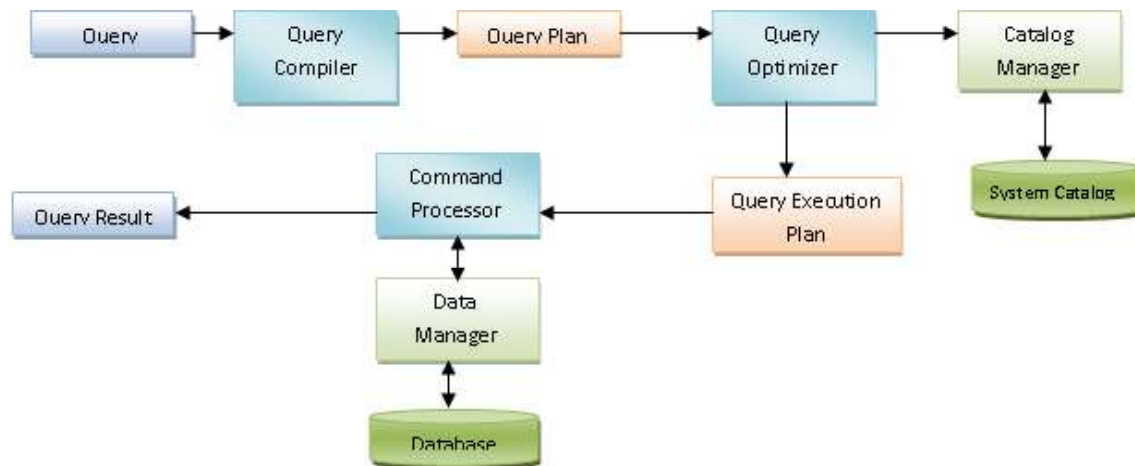 Query
Query
Compiler
Query Plan
Query
Optimizer
Catalog
Manager
System Catalog
Query Result
Command
Processor
Query Execution
Plan
Data
Manager
Database